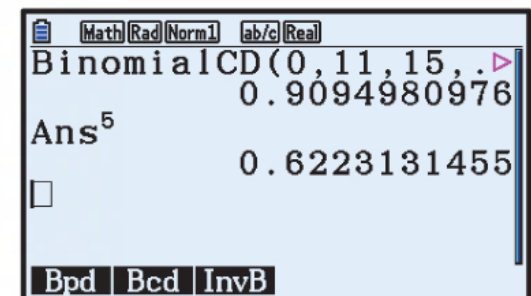 Math Rad Norm1 ab/c Real
BinomialCD(0,11,15,.
0.9094980976
Ans⁵
0.6223131455
Bpd Bcd InvB